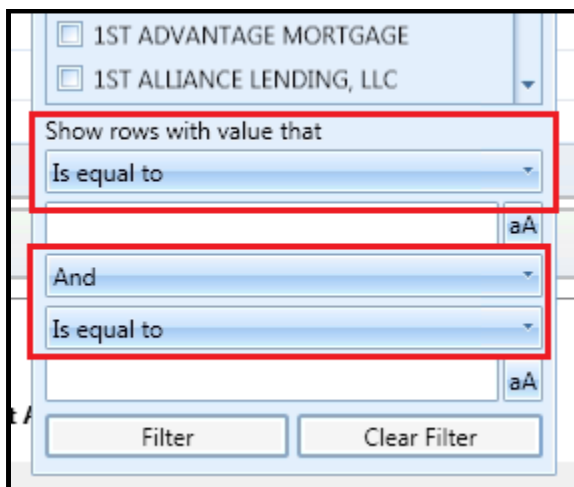 1ST ADVANTAGE MORTGAGE
1ST ALLIANCE LENDING, LLC
Show rows with value that
Is equal to
aA
And
Is equal to
aA
t A
Filter Clear Filter